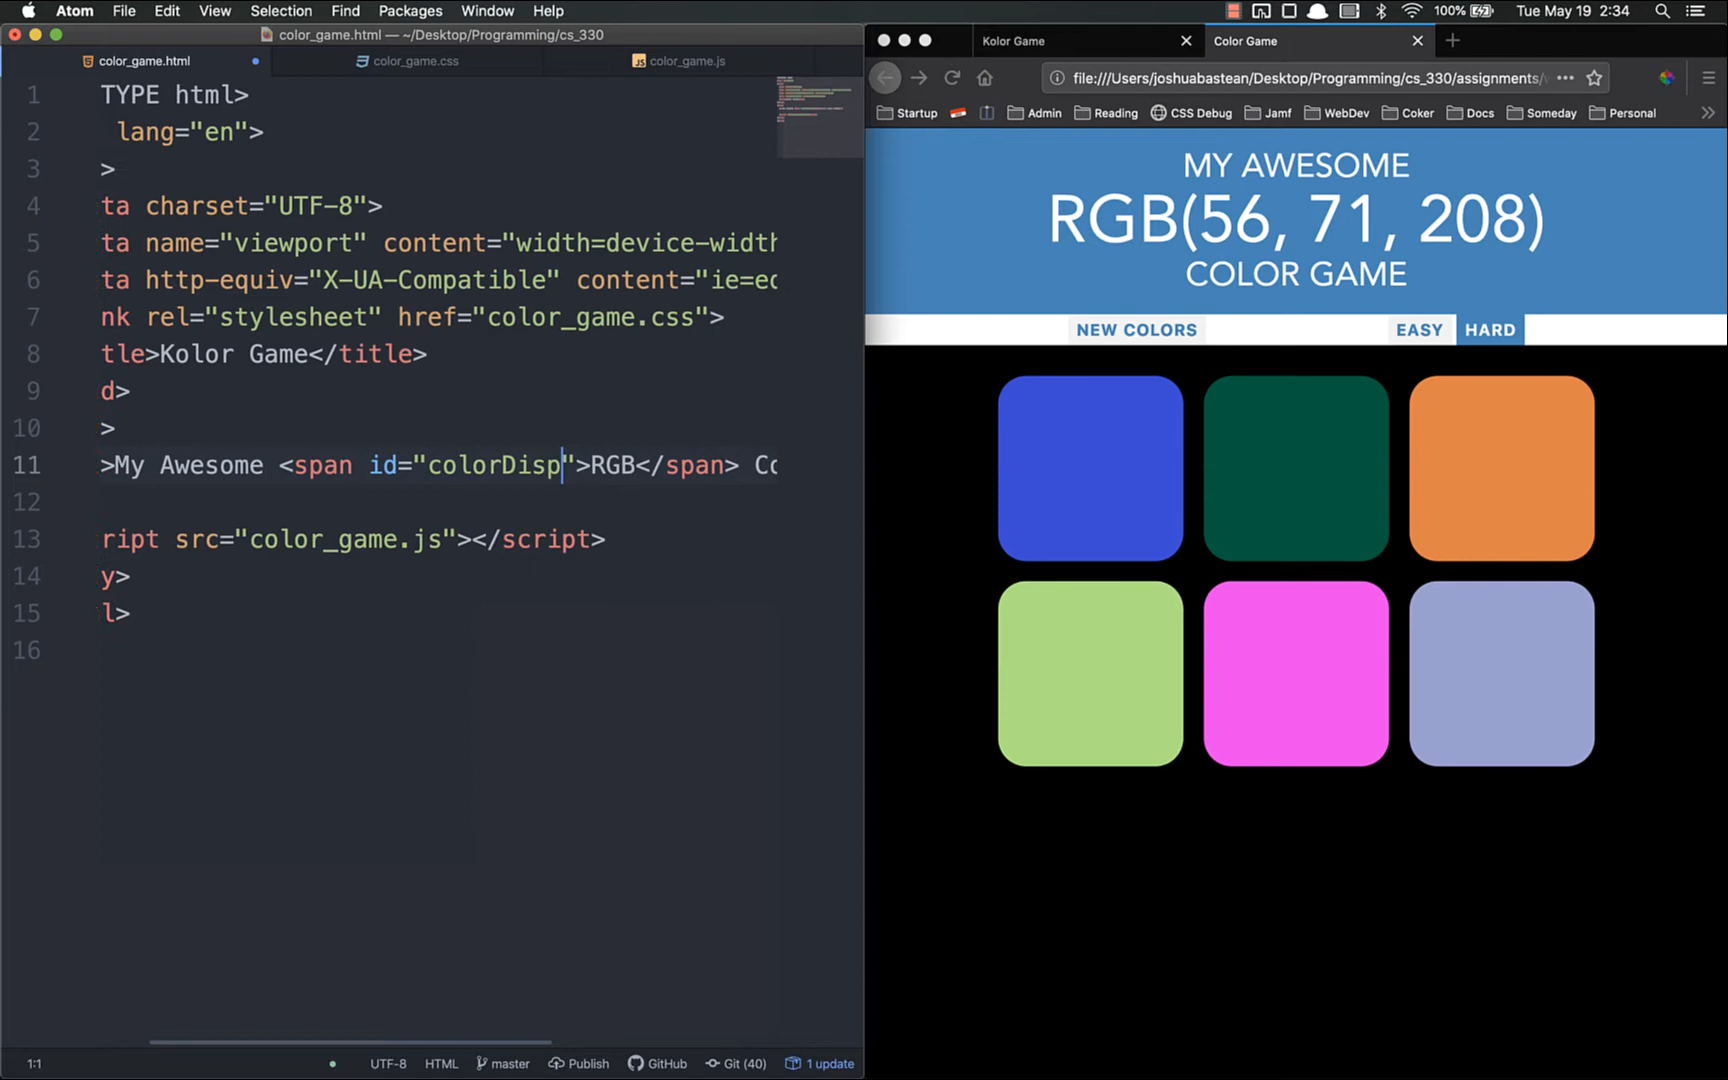 Atom File Edit View Selection Find Packages Window Help 100% Tue May 19 2:34
color_game.html — ~/Desktop/Programming/cs_330
color_game.html color_game.css color_game.js
1 TYPE html>
2 lang="en">
3 >
4 ta charset="UTF-8">
5 ta name="viewport" content="width=device-width
6 ta http-equiv="X-UA-Compatible" content="ie=ed
7 nk rel="stylesheet" href="color_game.css">
8 tle>Kolor Game</title>
9 d>
10 >
11 >My Awesome <span id="colorDisp">RGB</span> Co
12
13 ript src="color_game.js"></script>
14 y>
15 l>
16
1:1 UTF-8 HTML master Publish GitHub Git (40) 1 update
Kolor Game Color Game
file:///Users/joshuabastean/Desktop/Programming/cs_330/assignments/
Startup Admin Reading CSS Debug Jamf WebDev Coker Docs Someday Personal
MY AWESOME
RGB(56, 71, 208)
COLOR GAME
NEW COLORS EASY HARD